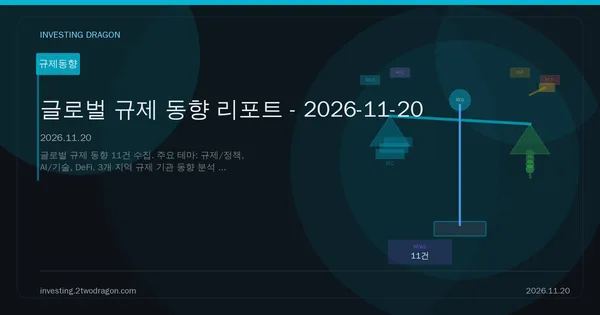 INVESTING DRAGON
규제동향
글로벌 규제 동향 리포트 - 2026-11-20
2026.11.20
글로벌 규제 동향 11건 수집. 주요 테마: 규제/정책,
AI/기술, DeFi. 3개 지역 규제 기관 동향 분석 ...
11건
investing.2twodragon.com
2026.11.20